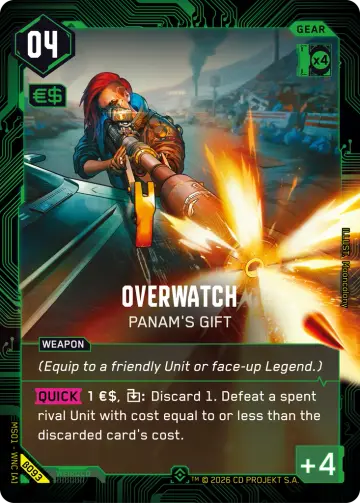 04
GEAR
€$
x4
ILLUST. Mooncolony
OVERWATCH
PANAM'S GIFT
WEAPON
(Equip to a friendly Unit or face-up Legend.)
QUICK 1 €$, : Discard 1. Defeat a spent
rival Unit with cost equal to or less than the
discarded card's cost.
+4
™ © 2026 CD PROJEKT S.A.